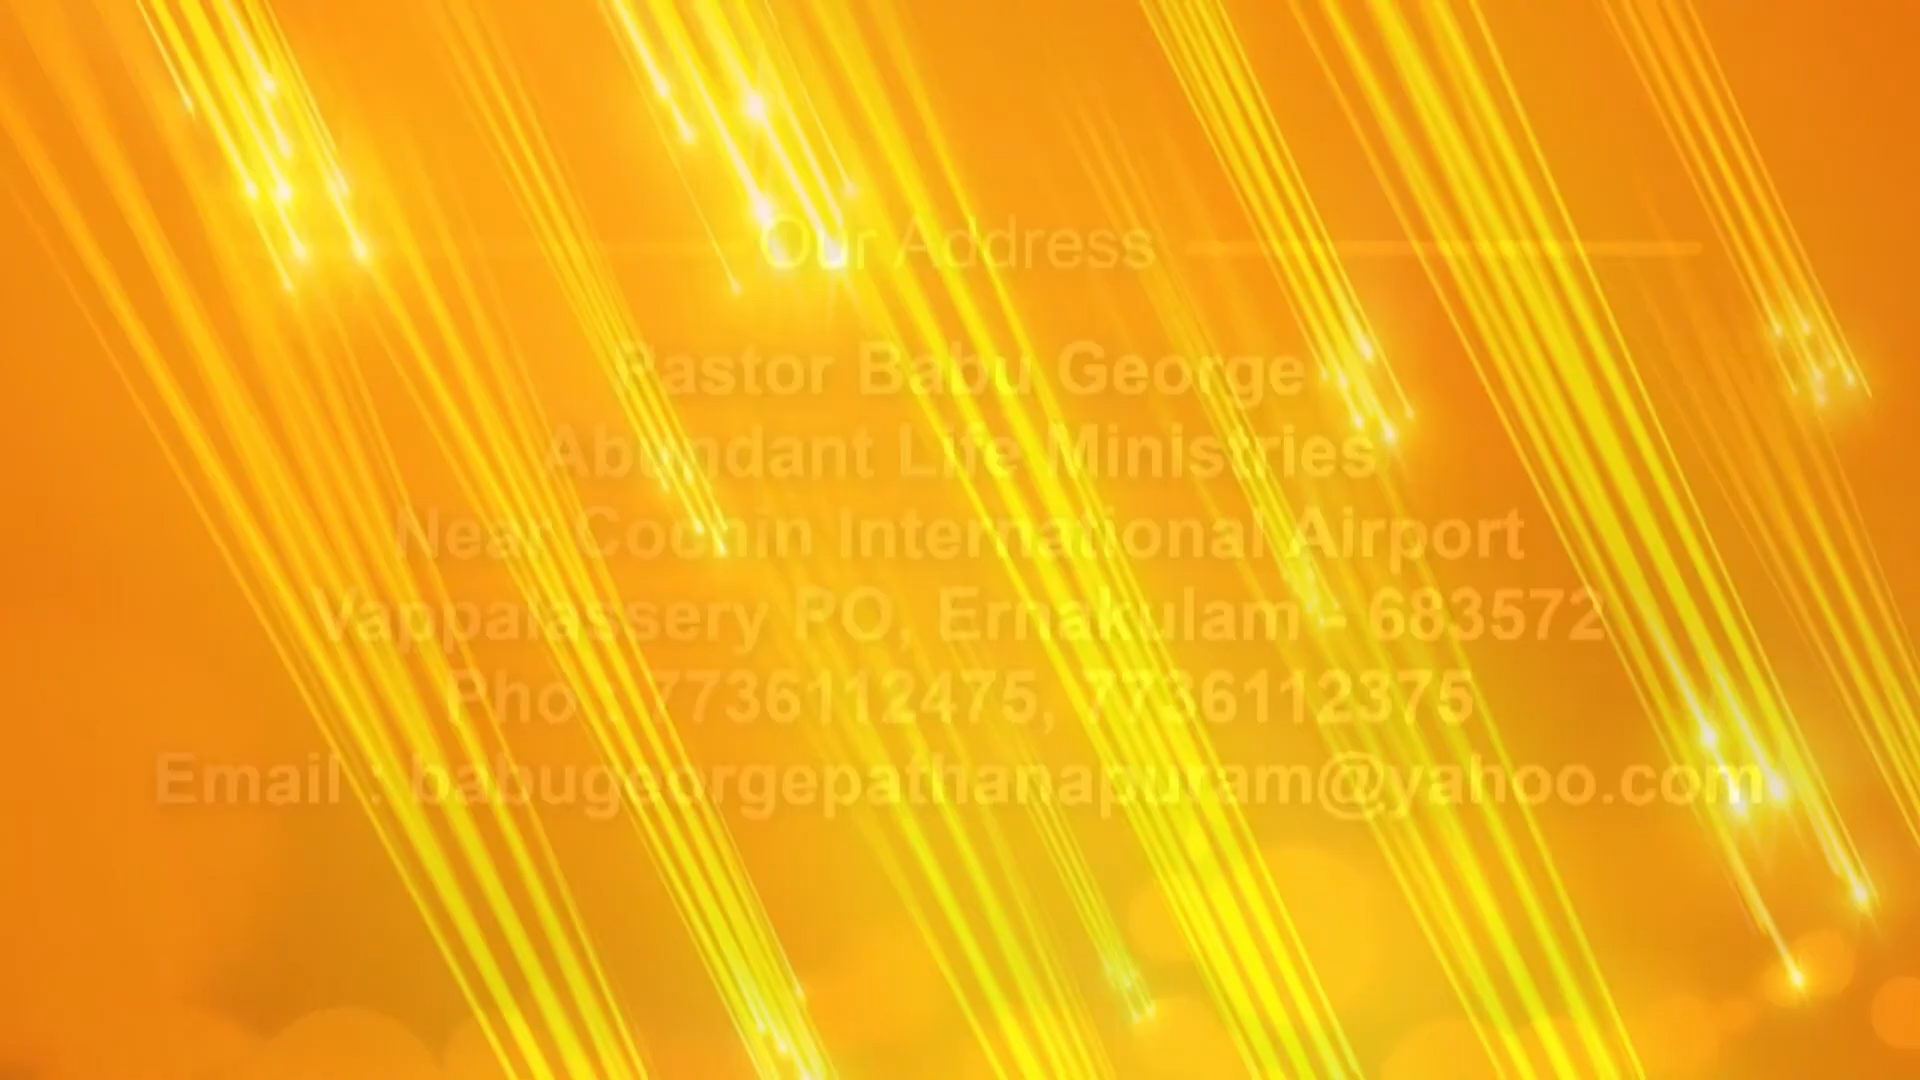 Our Address
Pastor Babu George
Abundant Life Ministries
Near Cochin International Airport
Vappalassery PO, Ernakulam - 683572
Pho : 7736112475, 7736112375
Email : babugeorgepathanapuram@yahoo.com